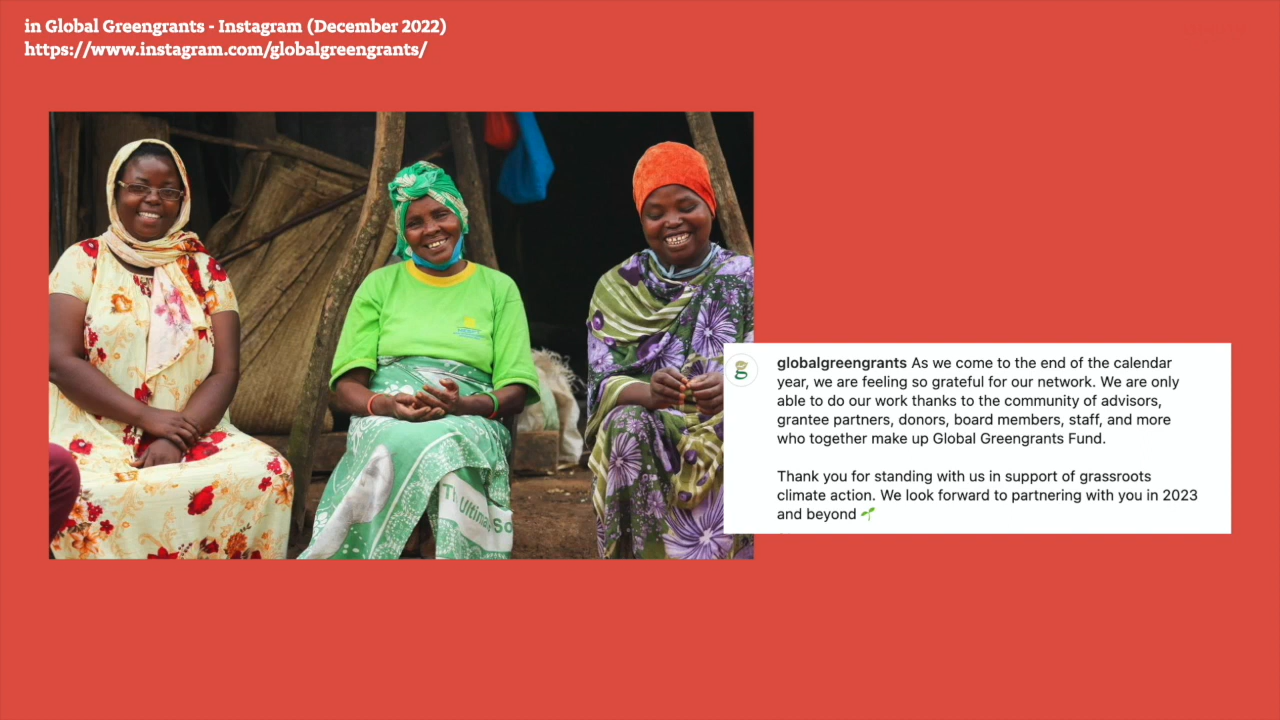 in Global Greengrants - Instagram (December 2022)
https://www.instagram.com/globalgreengrants/
globalgreengrants As we come to the end of the calendar
year, we are feeling so grateful for our network. We are only
able to do our work thanks to the community of advisors,
grantee partners, donors, board members, staff, and more
who together make up Global Greengrants Fund.
Thank you for standing with us in support of grassroots
climate action. We look forward to partnering with you in 2023
and beyond 🌱
g